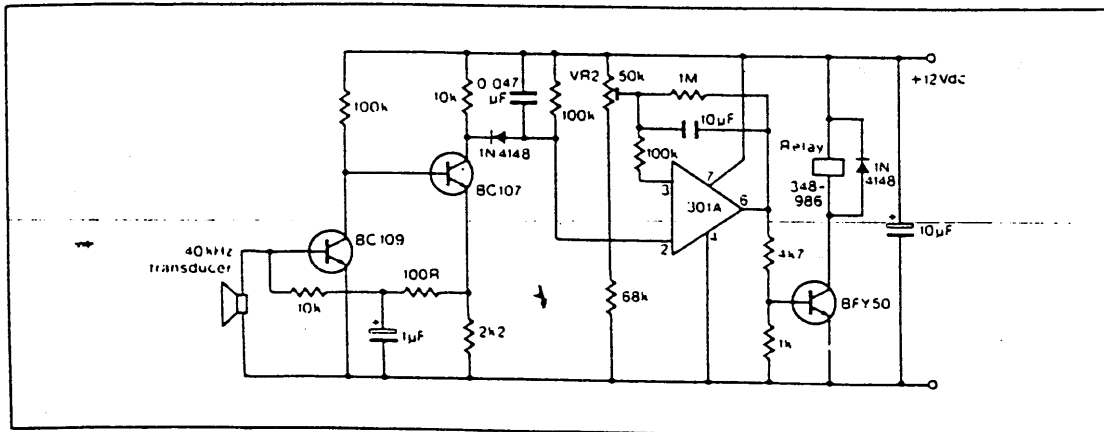 100k
10k
0.047
µF
1N4148
BC107
BC109
40kHz
transducer
10k
100R
1µF
2k2
100k
VR2
50k
1M
10µF
100k
3
2
7
301A
6
4
68k
4k7
1k
BFY50
Relay
348-
986
1N
4148
+12Vdc
+
10µF
+